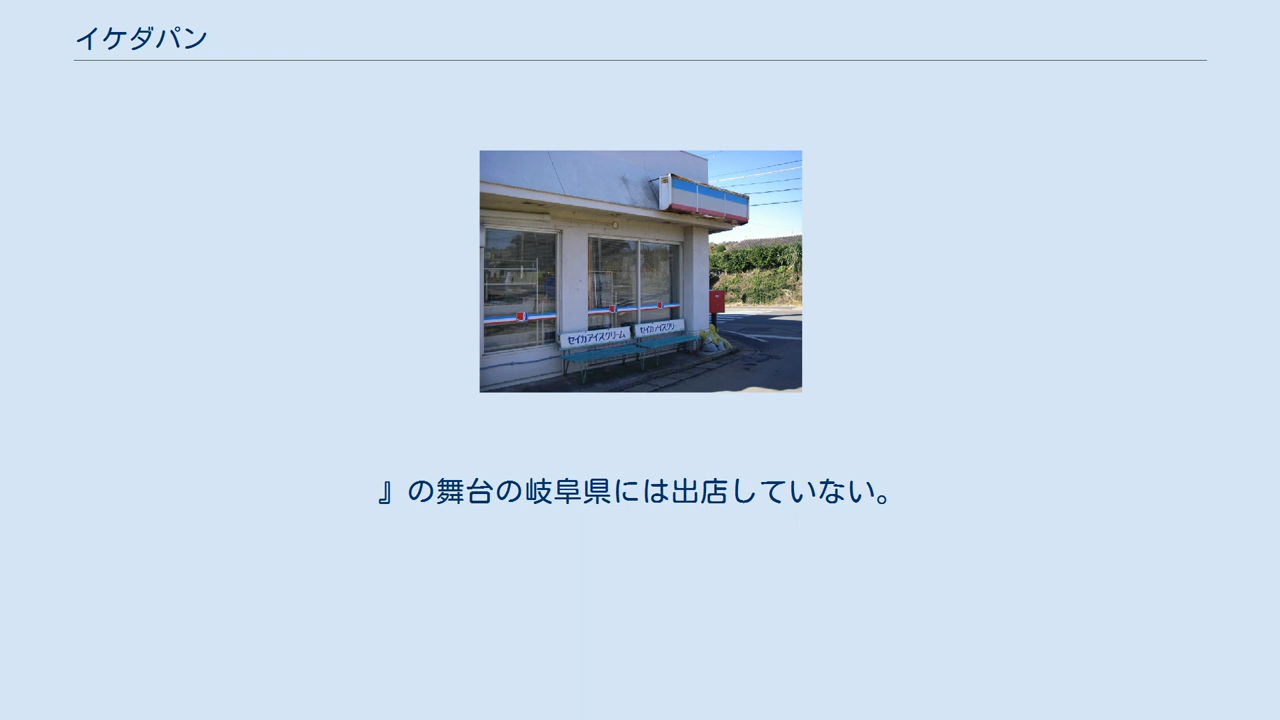 イケダパン
セイカアイスクリーム
セイカアイスクリー
』の舞台の岐阜県には出店していない。